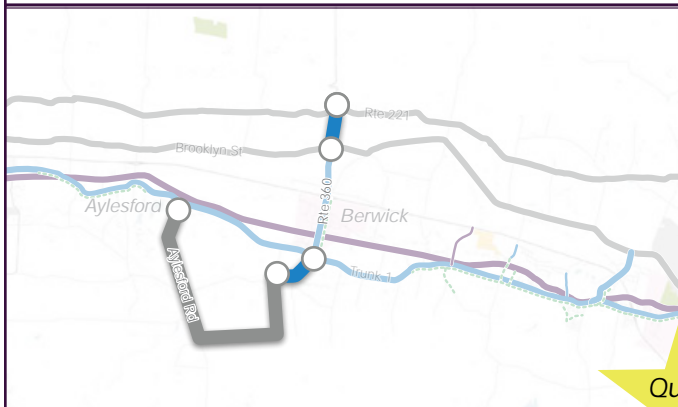 Rte 221
Brooklyn St
Rte 360
Aylesford
Berwick
Aylesford Rd
Trunk 1
Qu